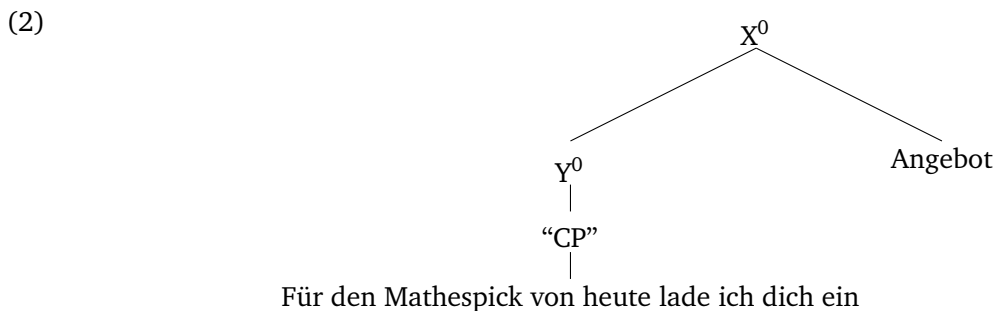 (2)
X⁰
Y⁰
Angebot
“CP”
Für den Mathespick von heute lade ich dich ein